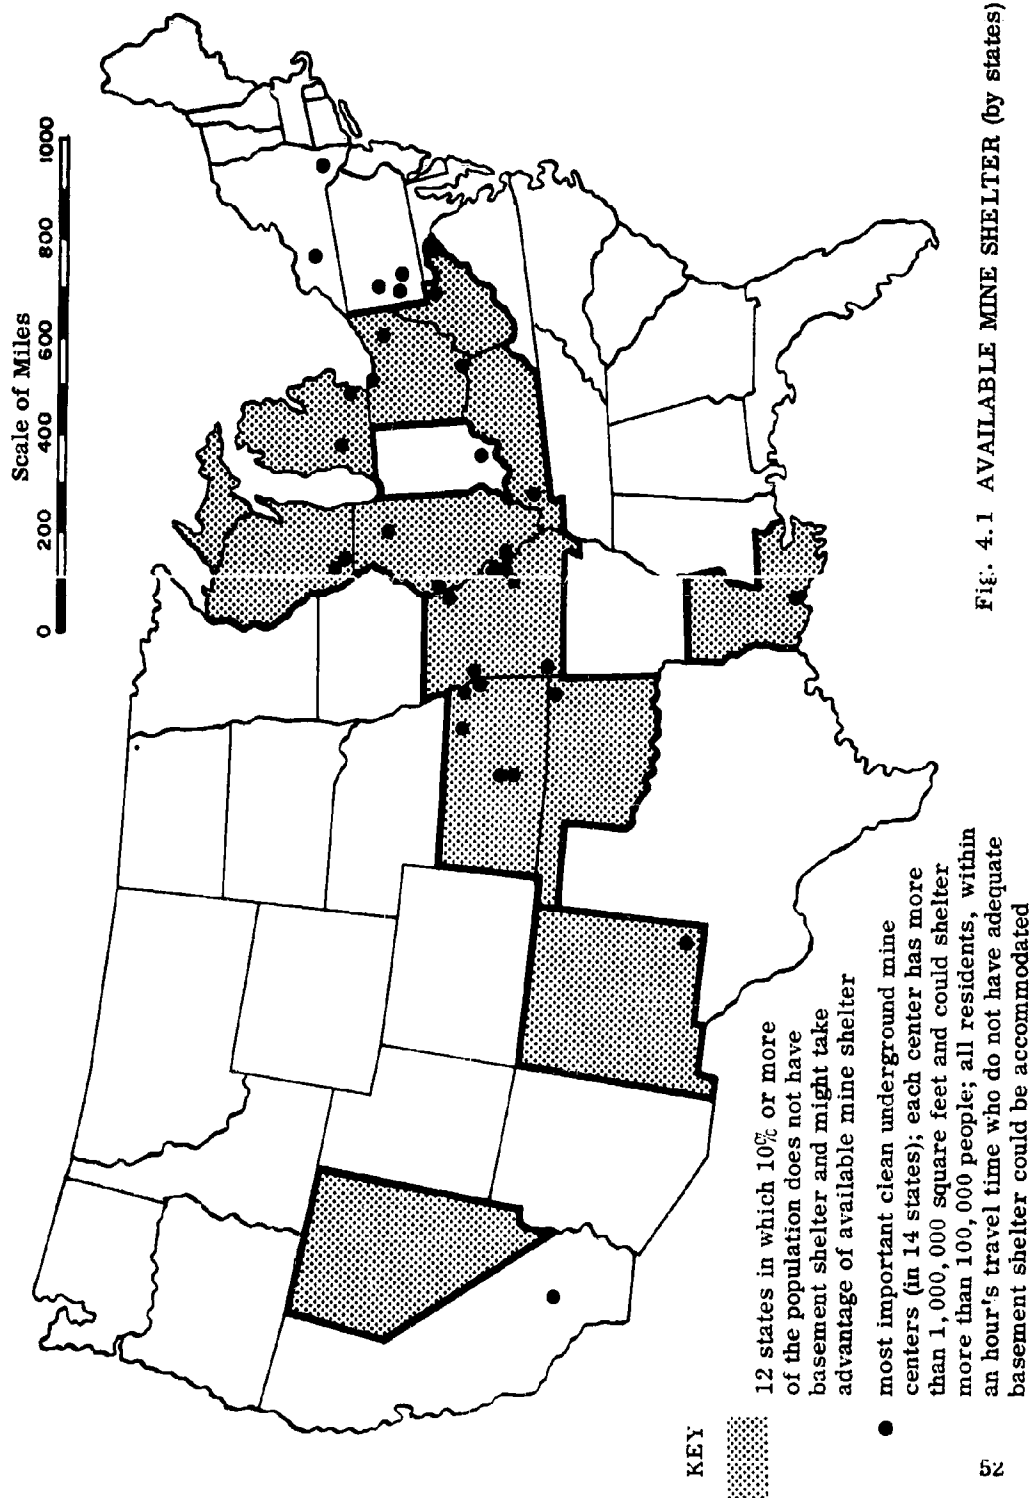 Scale of Miles
0 200 400 600 800 1000
KEY
12 states in which 10% or more
of the population does not have
basement shelter and might take
advantage of available mine shelter
most important clean underground mine
centers (in 14 states); each center has more
than 1,000,000 square feet and could shelter
more than 100,000 people; all residents, within
an hour's travel time who do not have adequate
basement shelter could be accommodated
Fig. 4.1 AVAILABLE MINE SHELTER (by states)
52